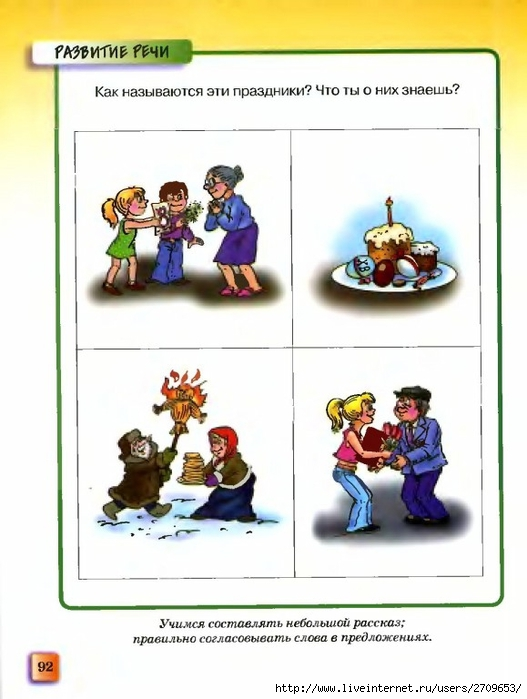 РАЗВИТИЕ РЕЧИ
Как называются эти праздники? Что ты о них знаешь?
ХВ
Учимся составлять небольшой рассказ;
правильно согласовывать слова в предложениях.
92
http://www.liveinternet.ru/users/2709653/